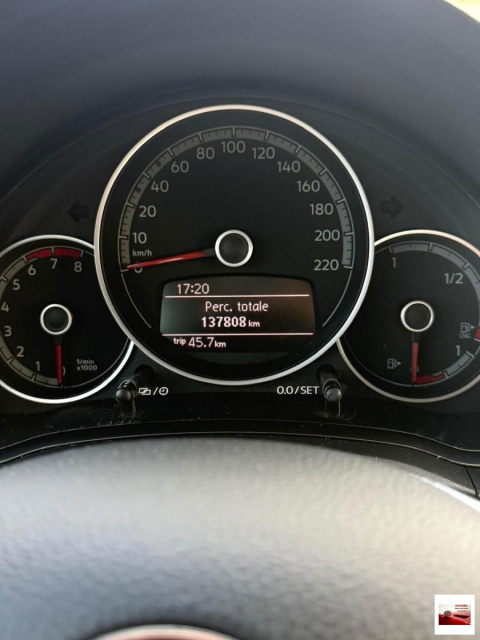 100
80 120
60 140
40 160
20 180
10 200
km/h
0 220
17:20
Perc. totale
137808 km
trip 45.7 km
6 7 8
5
4
3
2
1 0
1/min
x1000
1 1/2
1
0
CNG
/
0.0/SET